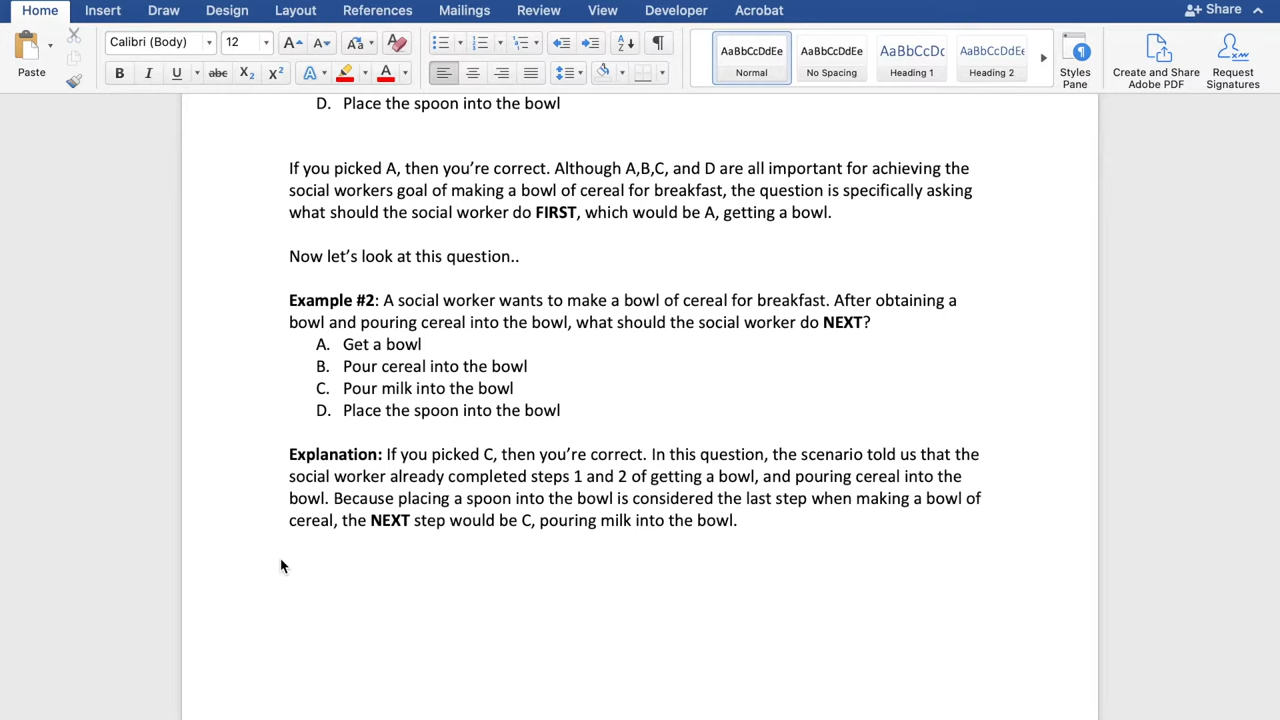 Home Insert Draw Design Layout References Mailings Review View Developer Acrobat Share
Calibri (Body) 12 AaBbCcDdEe AaBbCcDdEe AaBbCcDc AaBbCcDdEe
Paste B I U abc X2 X2 A A Normal No Spacing Heading 1 Heading 2 Styles Pane Create and Share Adobe PDF Request Signatures
D. Place the spoon into the bowl
If you picked A, then you're correct. Although A,B,C, and D are all important for achieving the
social workers goal of making a bowl of cereal for breakfast, the question is specifically asking
what should the social worker do FIRST, which would be A, getting a bowl.
Now let's look at this question..
Example #2: A social worker wants to make a bowl of cereal for breakfast. After obtaining a
bowl and pouring cereal into the bowl, what should the social worker do NEXT?
A. Get a bowl
B. Pour cereal into the bowl
C. Pour milk into the bowl
D. Place the spoon into the bowl
Explanation: If you picked C, then you're correct. In this question, the scenario told us that the
social worker already completed steps 1 and 2 of getting a bowl, and pouring cereal into the
bowl. Because placing a spoon into the bowl is considered the last step when making a bowl of
cereal, the NEXT step would be C, pouring milk into the bowl.